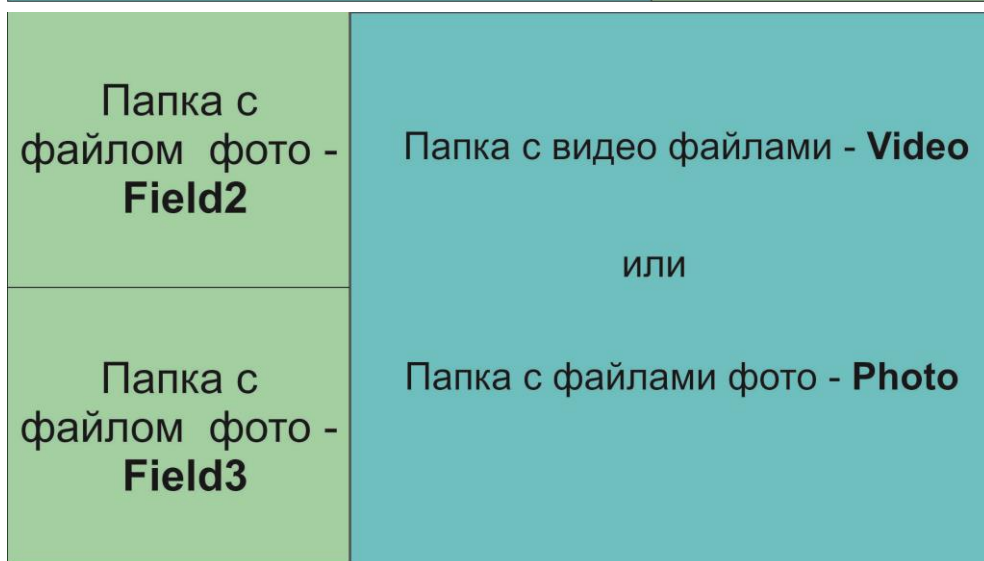 Папка с
файлом фото -
Field2
Папка с
файлом фото -
Field3
Папка с видео файлами - Video
или
Папка с файлами фото - Photo